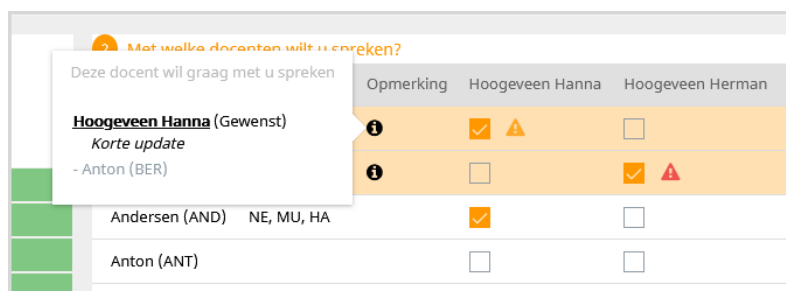 2 Met welke docenten wilt u spreken?
Deze docent wil graag met u spreken
Opmerking Hoogeveen Hanna Hoogeveen Herman
Hoogeveen Hanna (Gewenst)
Korte update
- Anton (BER)
Andersen (AND) NE, MU, HA
Anton (ANT)